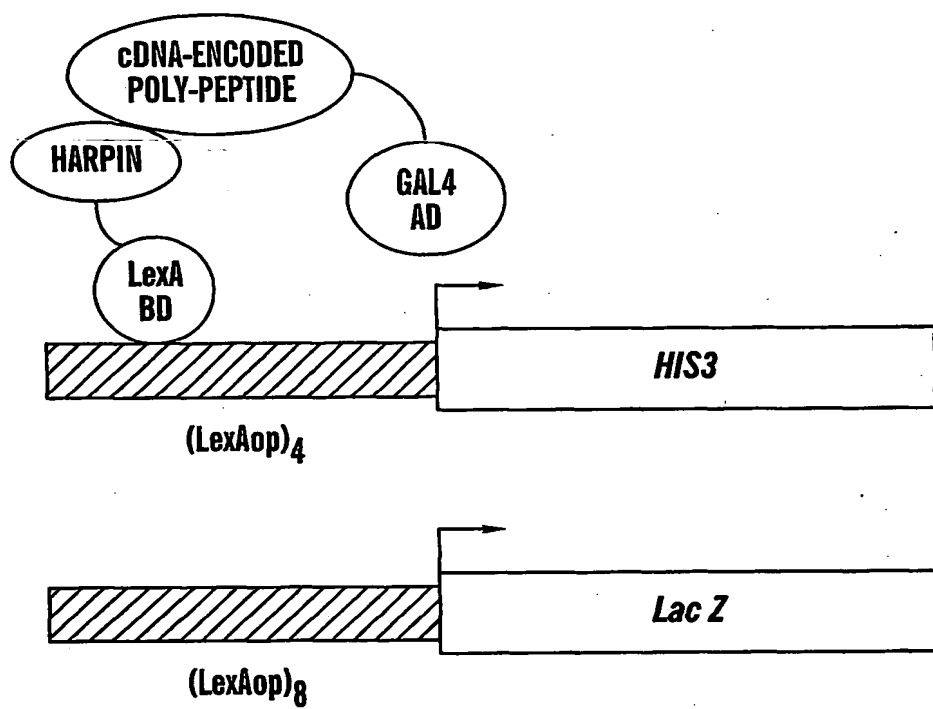 cDNA-ENCODED
POLY-PEPTIDE
HARPIN
GAL4
AD
LexA
BD
HIS3
(LexAop)4
Lac Z
(LexAop)8